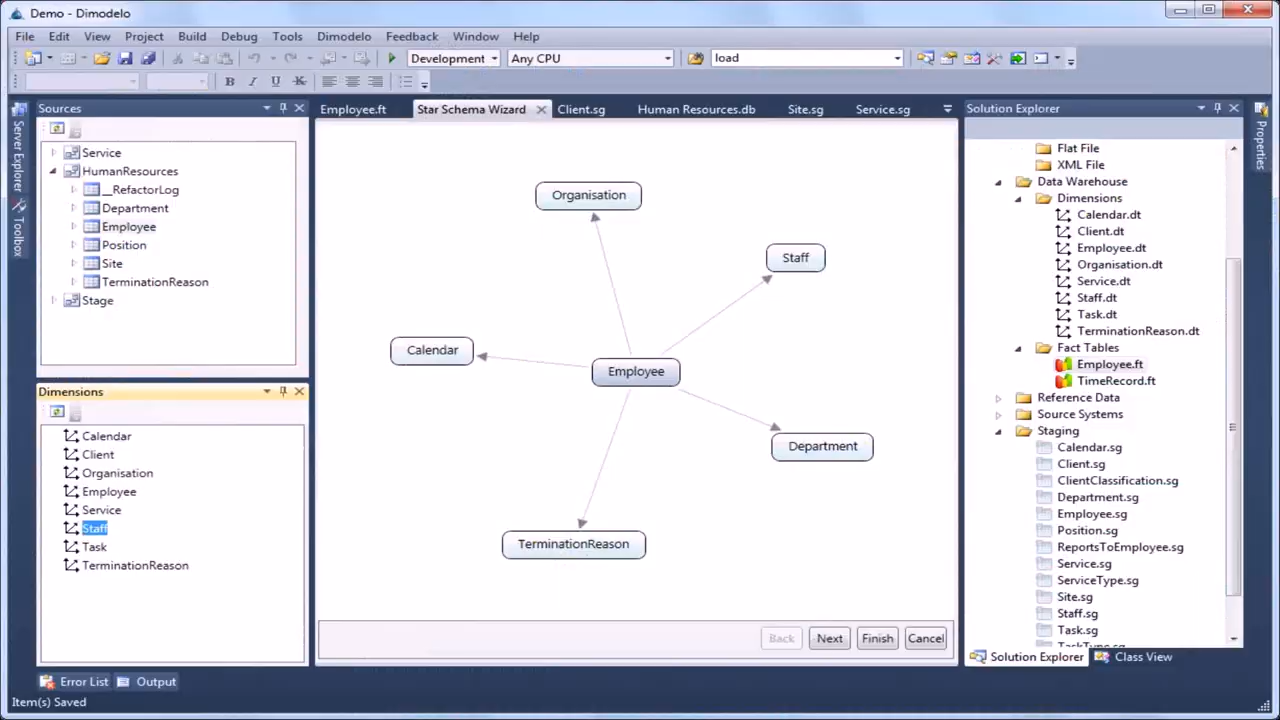 Demo - Dimodelo
File Edit View Project Build Debug Tools Dimodelo Feedback Window Help
Development Any CPU load
B I U K
Server Explorer
Toolbox
Sources
Service
HumanResources
__RefactorLog
Department
Employee
Position
Site
TerminationReason
Stage
Dimensions
Calendar
Client
Organisation
Employee
Service
Staff
Task
TerminationReason
Employee.ft Star Schema Wizard Client.sg Human Resources.db Site.sg Service.sg
Organisation
Staff
Calendar
Employee
Department
TerminationReason
Back Next Finish Cancel
Solution Explorer
Flat File
XML File
Data Warehouse
Dimensions
Calendar.dt
Client.dt
Employee.dt
Organisation.dt
Service.dt
Staff.dt
Task.dt
TerminationReason.dt
Fact Tables
Employee.ft
TimeRecord.ft
Reference Data
Source Systems
Staging
Calendar.sg
Client.sg
ClientClassification.sg
Department.sg
Employee.sg
Position.sg
ReportsToEmployee.sg
Service.sg
ServiceType.sg
Site.sg
Staff.sg
Task.sg
Solution Explorer Class View
Properties
Error List Output
Item(s) Saved